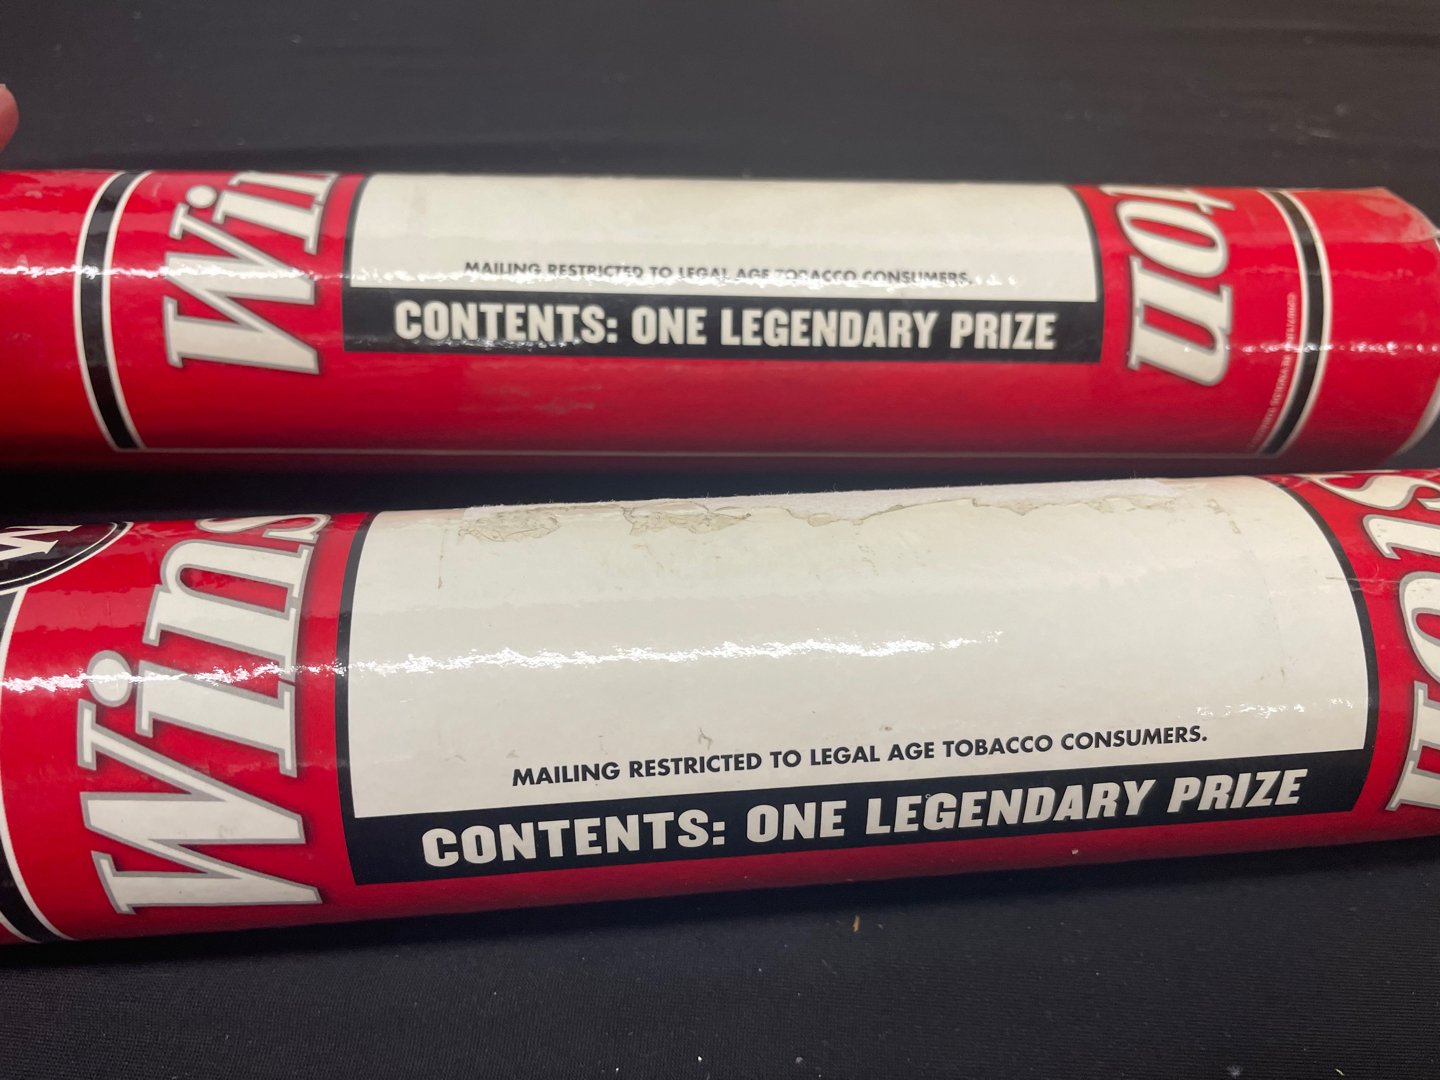 Win
ton
MAILING RESTRICTED TO LEGAL AGE TOBACCO CONSUMERS.
CONTENTS: ONE LEGENDARY PRIZE
W
Wins
ston
MAILING RESTRICTED TO LEGAL AGE TOBACCO CONSUMERS.
CONTENTS: ONE LEGENDARY PRIZE